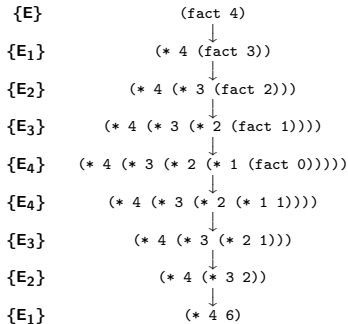 {E} (fact 4)
{E₁} (* 4 (fact 3))
{E₂} (* 4 (* 3 (fact 2)))
{E₃} (* 4 (* 3 (* 2 (fact 1))))
{E₄} (* 4 (* 3 (* 2 (* 1 (fact 0)))))
{E₄} (* 4 (* 3 (* 2 (* 1 1))))
{E₃} (* 4 (* 3 (* 2 1)))
{E₂} (* 4 (* 3 2))
{E₁} (* 4 6)